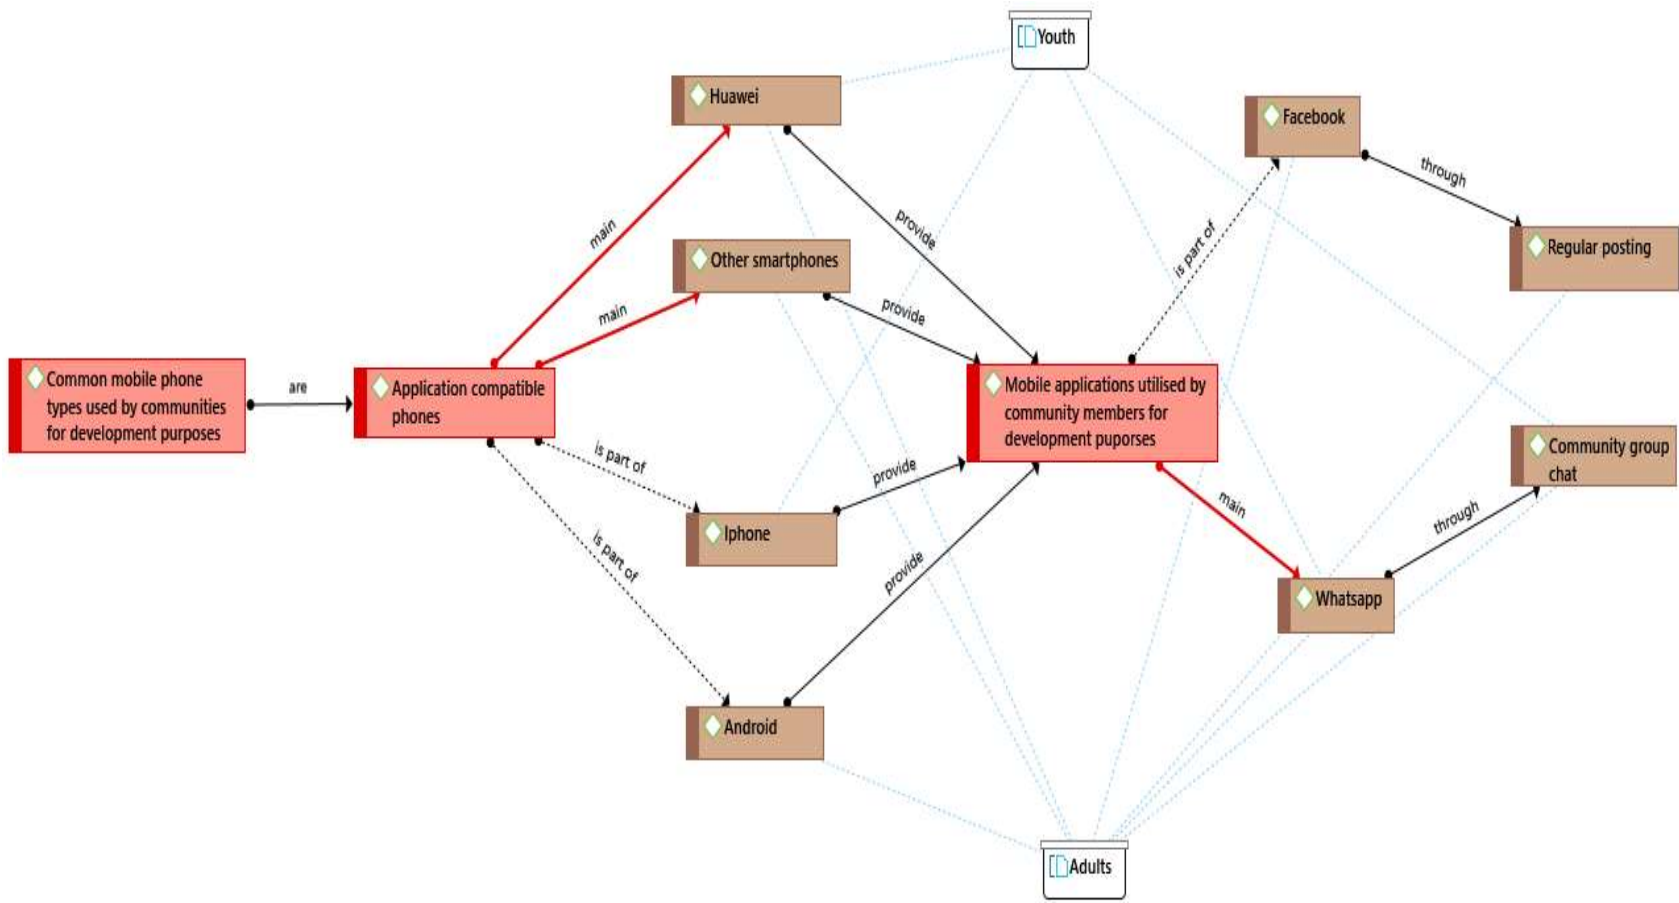 Youth
Huawei
Facebook
through
main
provide
is part of
Regular posting
Other smartphones
main
provide
Common mobile phone
types used by communities
for development purposes
are
Application compatible
phones
Mobile applications utilised by
community members for
development puporses
is part of
provide
main
Community group
chat
through
Iphone
is part of
provide
Whatsapp
Android
Adults